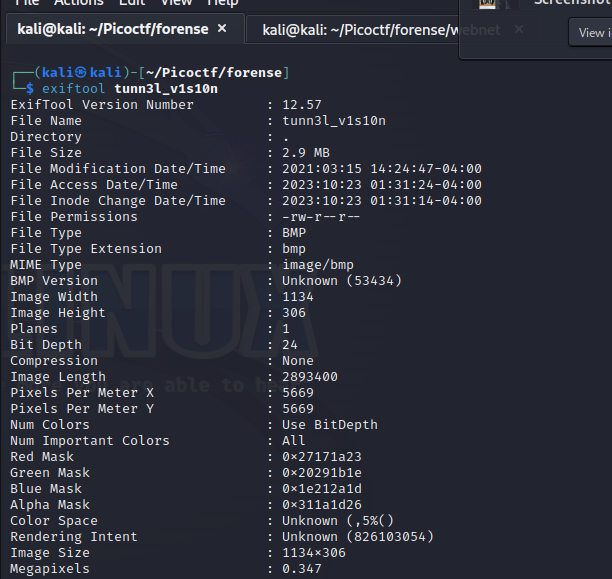 File Actions Edit View Help
Screenshot
kali@kali: ~/Picoctf/forense × kali@kali: ~/Picoctf/forense/webnet ×
View i
┌──(kali㉿kali)-[~/Picoctf/forense]
└─$ exiftool tunn3l_v1s10n
ExifTool Version Number : 12.57
File Name : tunn3l_v1s10n
Directory : .
File Size : 2.9 MB
File Modification Date/Time : 2021:03:15 14:24:47-04:00
File Access Date/Time : 2023:10:23 01:31:24-04:00
File Inode Change Date/Time : 2023:10:23 01:31:14-04:00
File Permissions : -rw-r--r--
File Type : BMP
File Type Extension : bmp
MIME Type : image/bmp
BMP Version : Unknown (53434)
Image Width : 1134
Image Height : 306
Planes : 1
Bit Depth : 24
Compression : None
Image Length : 2893400
Pixels Per Meter X : 5669
Pixels Per Meter Y : 5669
Num Colors : Use BitDepth
Num Important Colors : All
Red Mask : 0×27171a23
Green Mask : 0×20291b1e
Blue Mask : 0×1e212a1d
Alpha Mask : 0×311a1d26
Color Space : Unknown (,5%()
Rendering Intent : Unknown (826103054)
Image Size : 1134×306
Megapixels : 0.347